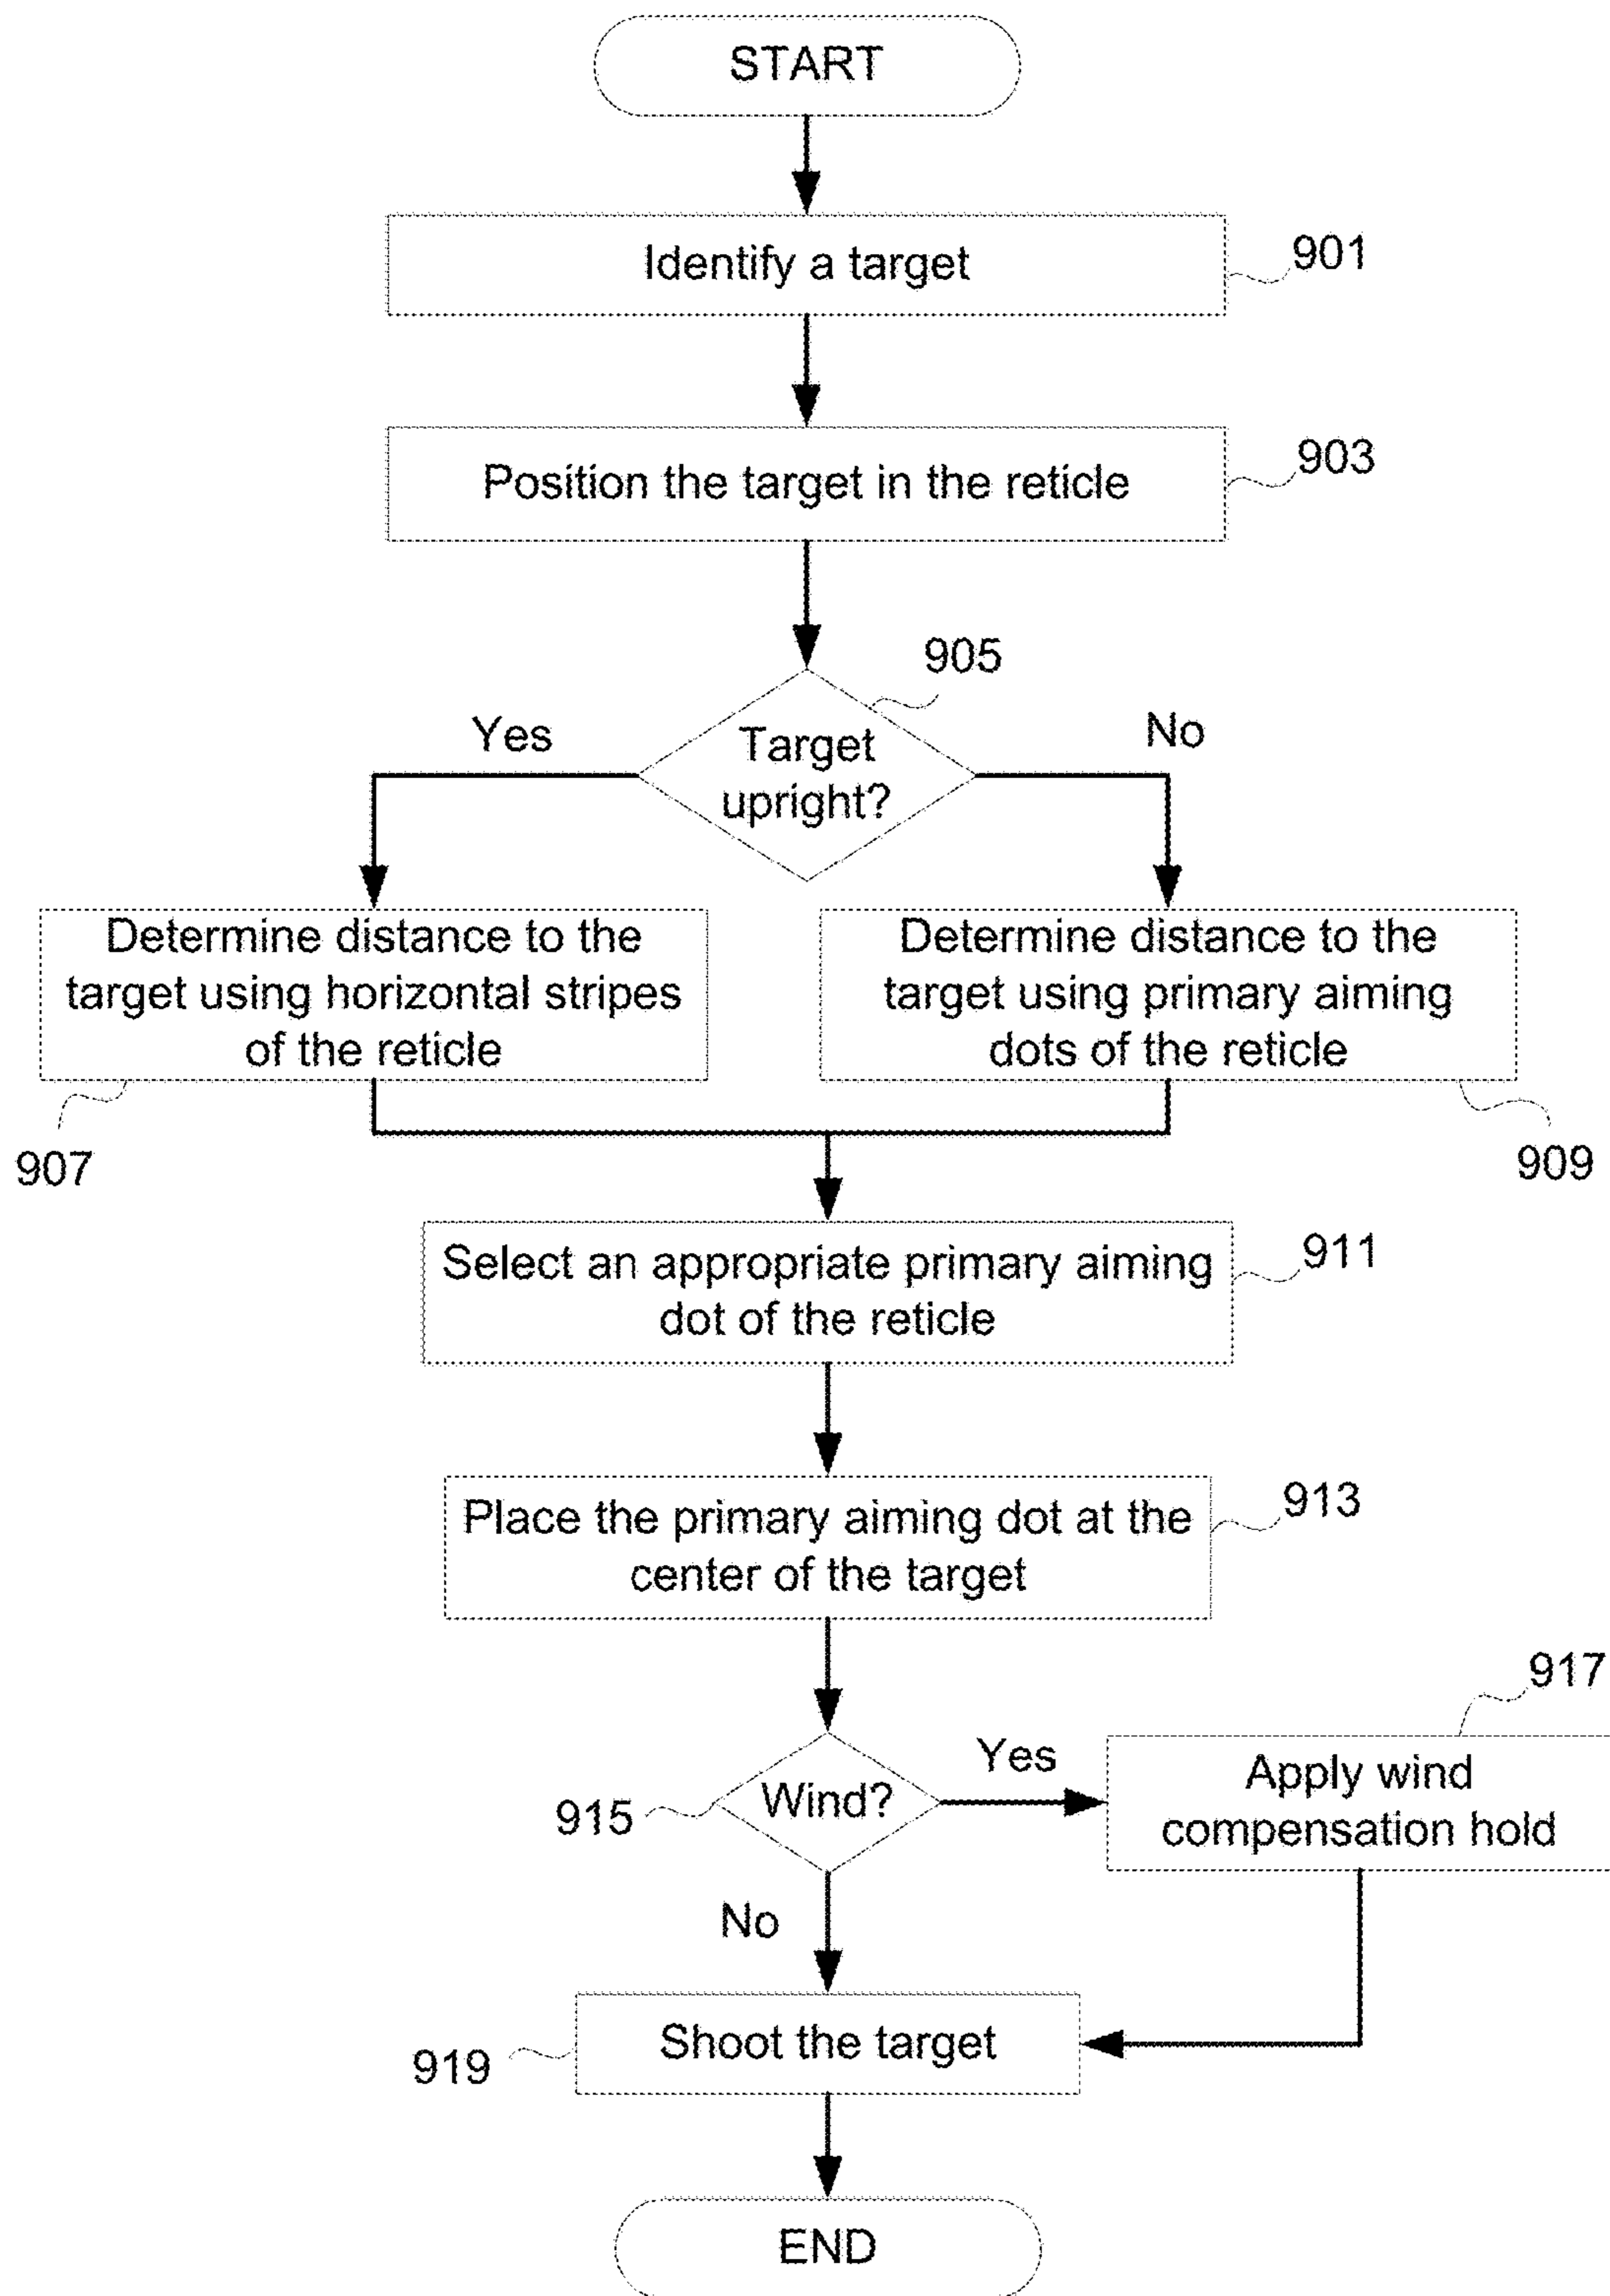 START
Identify a target
901
Position the target in the reticle
903
905
Target
upright?
Yes
No
Determine distance to the
target using horizontal stripes
of the reticle
907
Determine distance to the
target using primary aiming
dots of the reticle
909
Select an appropriate primary aiming
dot of the reticle
911
Place the primary aiming dot at the
center of the target
913
Wind?
915
Yes
Apply wind
compensation hold
917
No
Shoot the target
919
END